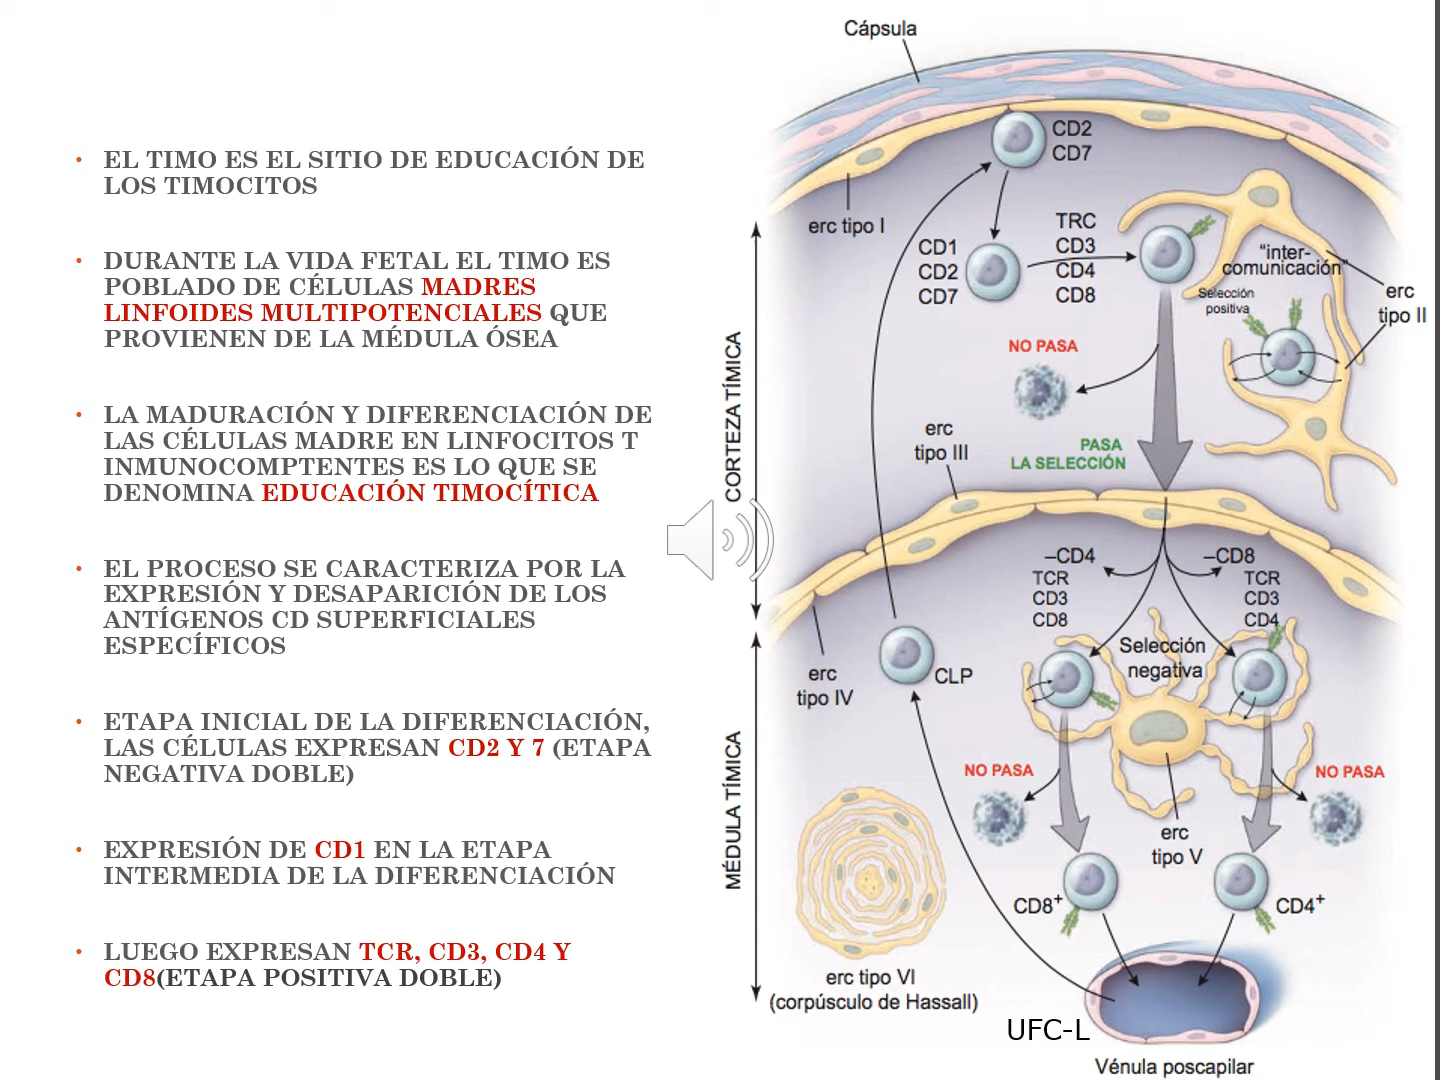 • EL TIMO ES EL SITIO DE EDUCACIÓN DE
LOS TIMOCITOS
• DURANTE LA VIDA FETAL EL TIMO ES
POBLADO DE CÉLULAS MADRES
LINFOIDES MULTIPOTENCIALES QUE
PROVIENEN DE LA MÉDULA ÓSEA
• LA MADURACIÓN Y DIFERENCIACIÓN DE
LAS CÉLULAS MADRE EN LINFOCITOS T
INMUNOCOMPTENTES ES LO QUE SE
DENOMINA EDUCACIÓN TIMOCÍTICA
• EL PROCESO SE CARACTERIZA POR LA
EXPRESIÓN Y DESAPARICIÓN DE LOS
ANTÍGENOS CD SUPERFICIALES
ESPECÍFICOS
• ETAPA INICIAL DE LA DIFERENCIACIÓN,
LAS CÉLULAS EXPRESAN CD2 Y 7 (ETAPA
NEGATIVA DOBLE)
• EXPRESIÓN DE CD1 EN LA ETAPA
INTERMEDIA DE LA DIFERENCIACIÓN
• LUEGO EXPRESAN TCR, CD3, CD4 Y
CD8(ETAPA POSITIVA DOBLE)
Cápsula
CD2
CD7
erc tipo I
CD1
CD2
CD7
TRC
CD3
CD4
CD8
"inter-
comunicación"
Selección
positiva
erc
tipo II
NO PASA
CORTEZA TÍMICA
erc
tipo III
PASA
LA SELECCIÓN
–CD4
TCR
CD3
CD8
–CD8
TCR
CD3
CD4
Selección
negativa
CLP
erc
tipo IV
MÉDULA TÍMICA
NO PASA
NO PASA
erc
tipo V
CD8+
CD4+
erc tipo VI
(corpúsculo de Hassall)
UFC-L
Vénula poscapilar